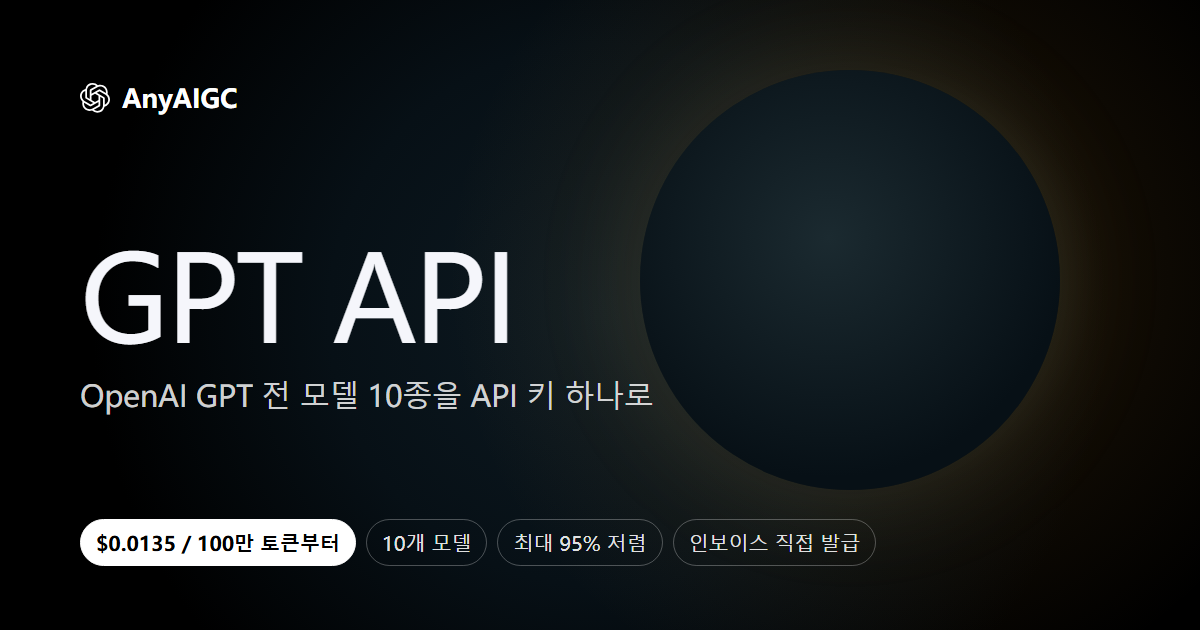 AnyAIGC
GPT API
OpenAI GPT 전 모델 10종을 API 키 하나로
$0.0135 / 100만 토큰부터
10개 모델
최대 95% 저렴
인보이스 직접 발급